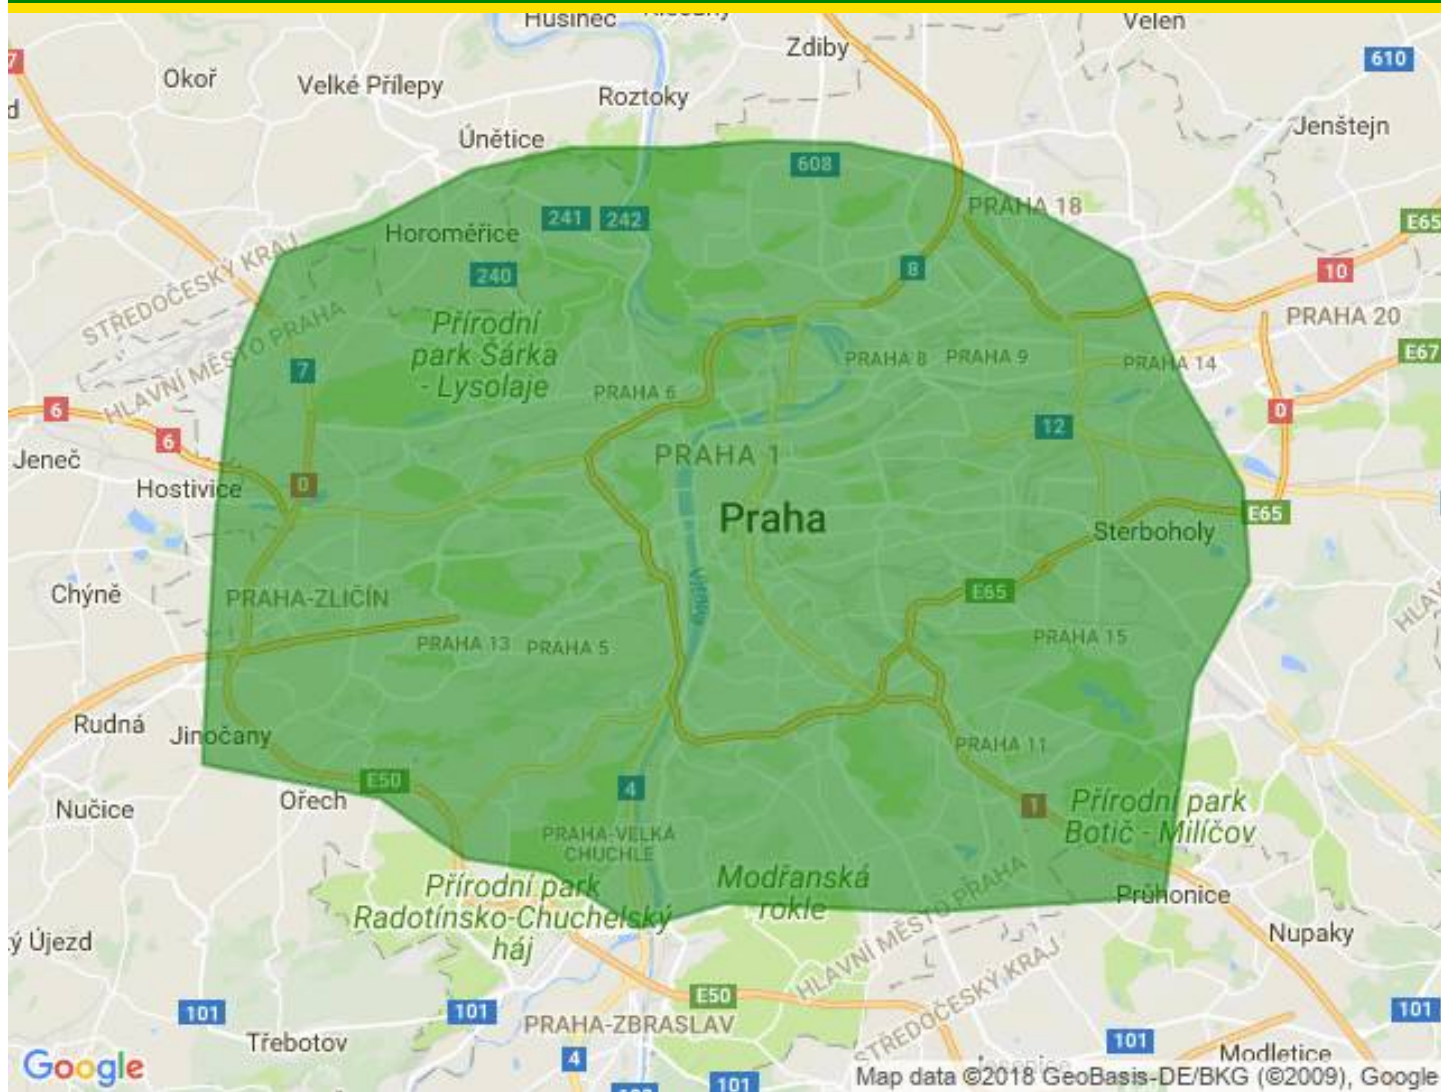 Husinec
Velen
Zdiby
610
7
Okoř
Velké Přílepy
Roztoky
Jenštejn
Únětice
608
PRAHA 18
241
242
E65
Horoměřice
8
10
240
STŘEDOČESKÝ KRAJ
HLAVNÍ MĚSTO PRAHA
PRAHA 20
Přírodní
park Šárka
- Lysolaje
PRAHA 8
PRAHA 9
PRAHA 14
E67
7
PRAHA 6
6
0
6
12
PRAHA 1
Jeneč
Hostivice
0
Praha
E65
Sterboholy
Chýně
PRAHA-ZLIČÍN
Vltava
E65
PRAHA 13
PRAHA 5
PRAHA 15
HLAV
Rudná
Jinočany
PRAHA 11
E50
4
Nučice
Ořech
1
Přírodní park
Botič - Milíčov
PRAHA-VELKÁ
CHUCHLE
Přírodní park
Radotínsko-Chuchelský
háj
Modřanská
rokle
HLAVNÍ MĚSTO PRAHA
STŘEDOČESKÝ KRAJ
Průhonice
ý Újezd
Nupaky
E50
101
101
PRAHA-ZBRASLAV
101
Třebotov
4
101
Modletice
Google
101
Map data ©2018 GeoBasis-DE/BKG (©2009), Google